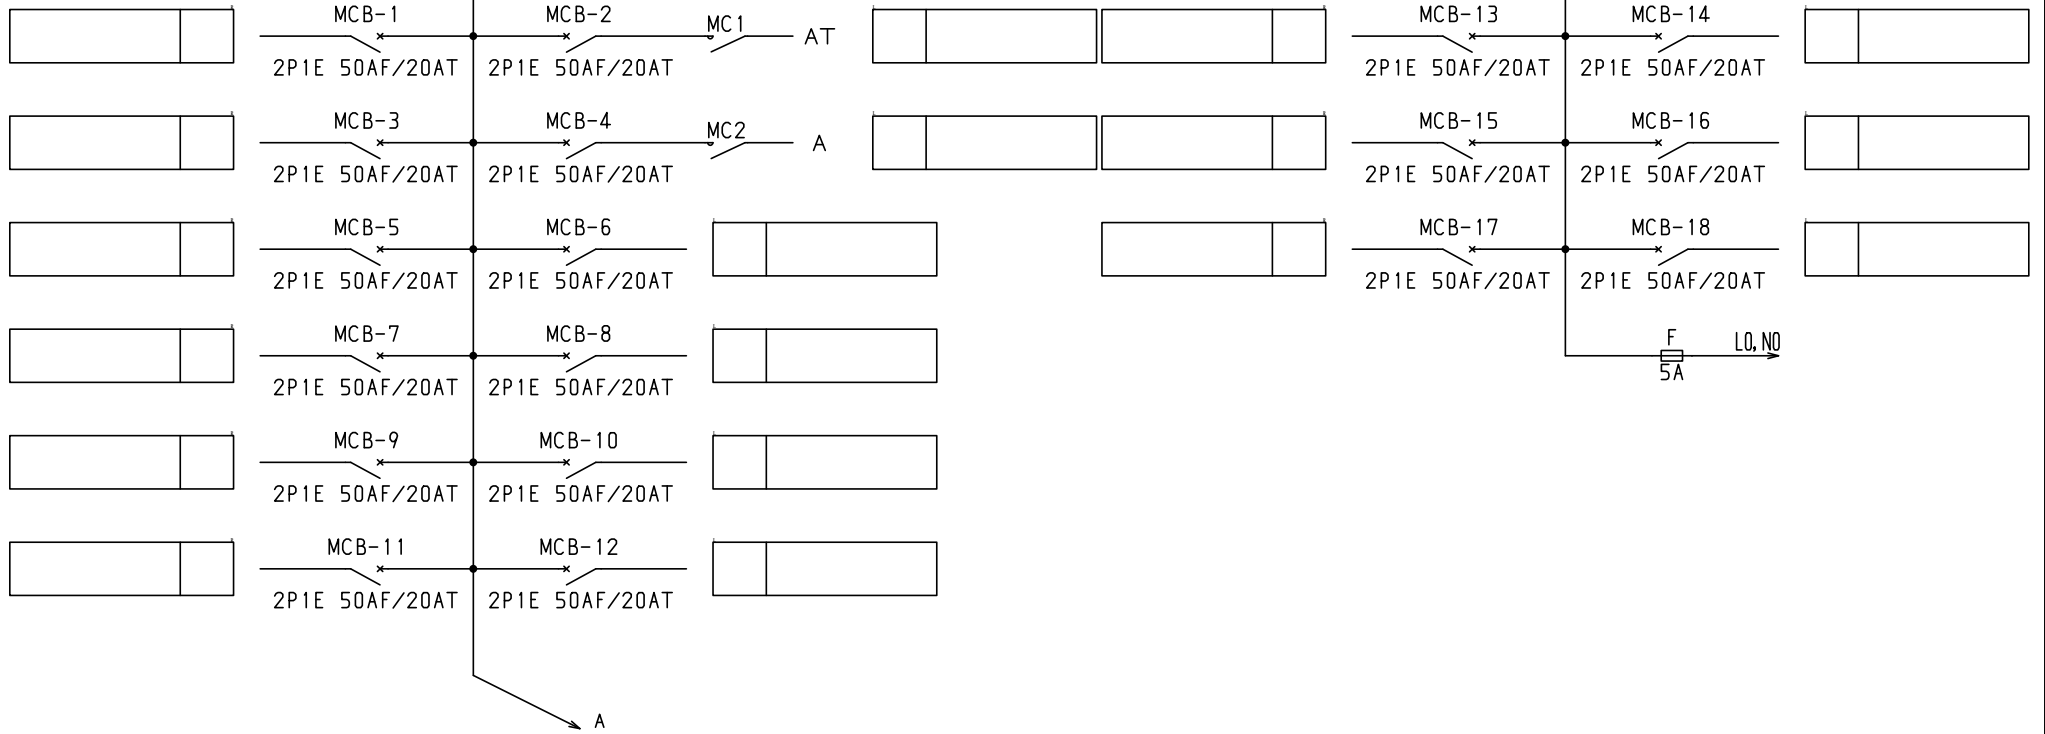 MCB-1 MCB-2 MC1 AT MCB-13 MCB-14
2P1E 50AF/20AT 2P1E 50AF/20AT 2P1E 50AF/20AT 2P1E 50AF/20AT
MCB-3 MCB-4 MC2 A MCB-15 MCB-16
2P1E 50AF/20AT 2P1E 50AF/20AT 2P1E 50AF/20AT 2P1E 50AF/20AT
MCB-5 MCB-6 MCB-17 MCB-18
2P1E 50AF/20AT 2P1E 50AF/20AT 2P1E 50AF/20AT 2P1E 50AF/20AT
MCB-7 MCB-8 F L0,N0
2P1E 50AF/20AT 2P1E 50AF/20AT 5A
MCB-9 MCB-10
2P1E 50AF/20AT 2P1E 50AF/20AT
MCB-11 MCB-12
2P1E 50AF/20AT 2P1E 50AF/20AT
A